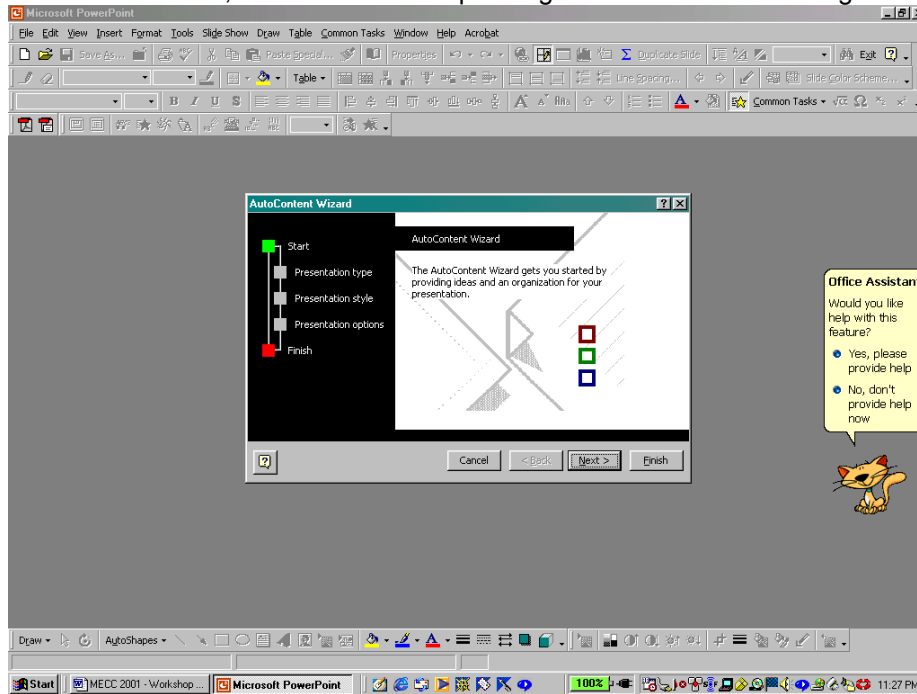 Microsoft PowerPoint
File Edit View Insert Format Tools Slide Show Draw Table Common Tasks Window Help Acrobat
Save As... Paste Special... Properties Duplicate Slide Exit
Table Line Spacing... Slide Color Scheme...
B I U S Common Tasks
AutoContent Wizard
Start
Presentation type
Presentation style
Presentation options
Finish
AutoContent Wizard
The AutoContent Wizard gets you started by
providing ideas and an organization for your
presentation.
Cancel < Back Next > Finish
Office Assistan
Would you like
help with this
feature?
Yes, please
provide help
No, don't
provide help
now
Draw AutoShapes
Start MECC 2001 - Workshop ... Microsoft PowerPoint 100% 11:27 PM